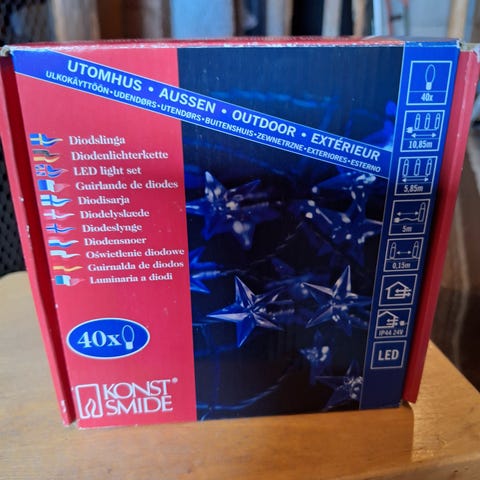 UTOMHUS · AUSSEN · OUTDOOR · EXTÉRIEUR
ULKOKÄYTTÖÖN · UDENDØRS · UTENDØRS · BUITENSHUIS · ZEWNETRZNE · EXTERIORES · ESTERNO
Diodslinga
Diodenlichterkette
LED light set
Guirlande de diodes
Diodisarja
Diodelyskæde
Diodeslynge
Diodensnoer
Oświetlenie diodowe
Guirnalda de diodos
Luminaria a diodi
40x
KONST®
SMIDE
40x
10,85m
5,85m
5m
0,15m
IP44 24V
LED